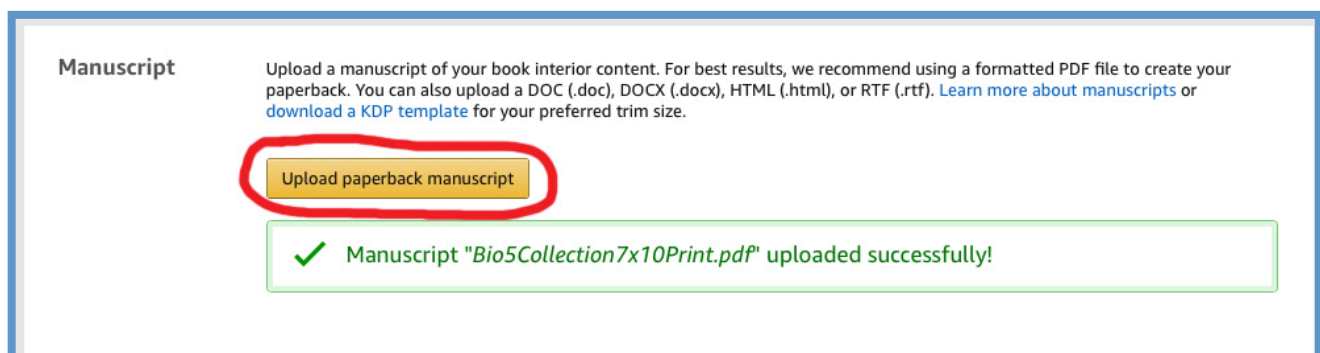 Manuscript
Upload a manuscript of your book interior content. For best results, we recommend using a formatted PDF file to create your
paperback. You can also upload a DOC (.doc), DOCX (.docx), HTML (.html), or RTF (.rtf). Learn more about manuscripts or
download a KDP template for your preferred trim size.
Upload paperback manuscript
Manuscript "Bio5Collection7x10Print.pdf" uploaded successfully!